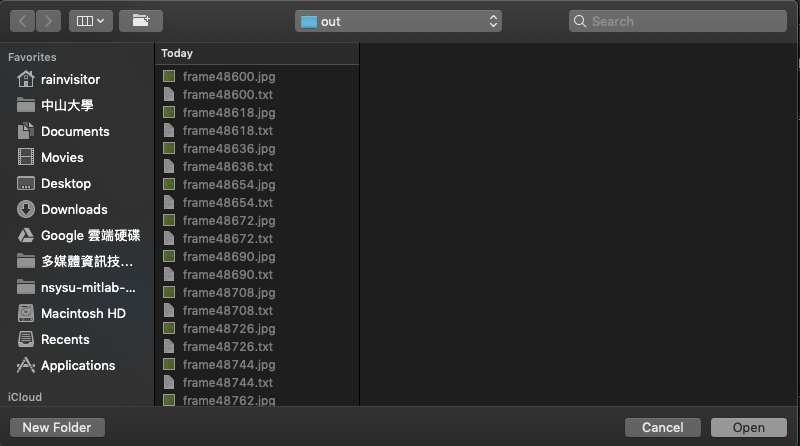 out
Search
Favorites
rainvisitor
中山大學
Documents
Movies
Desktop
Downloads
Google 雲端硬碟
多媒體資訊技...
nsysu-mitlab-...
Macintosh HD
Recents
Applications
iCloud
Today
frame48600.jpg
frame48600.txt
frame48618.jpg
frame48618.txt
frame48636.jpg
frame48636.txt
frame48654.jpg
frame48654.txt
frame48672.jpg
frame48672.txt
frame48690.jpg
frame48690.txt
frame48708.jpg
frame48708.txt
frame48726.jpg
frame48726.txt
frame48744.jpg
frame48744.txt
frame48762.jpg
New Folder
Cancel
Open